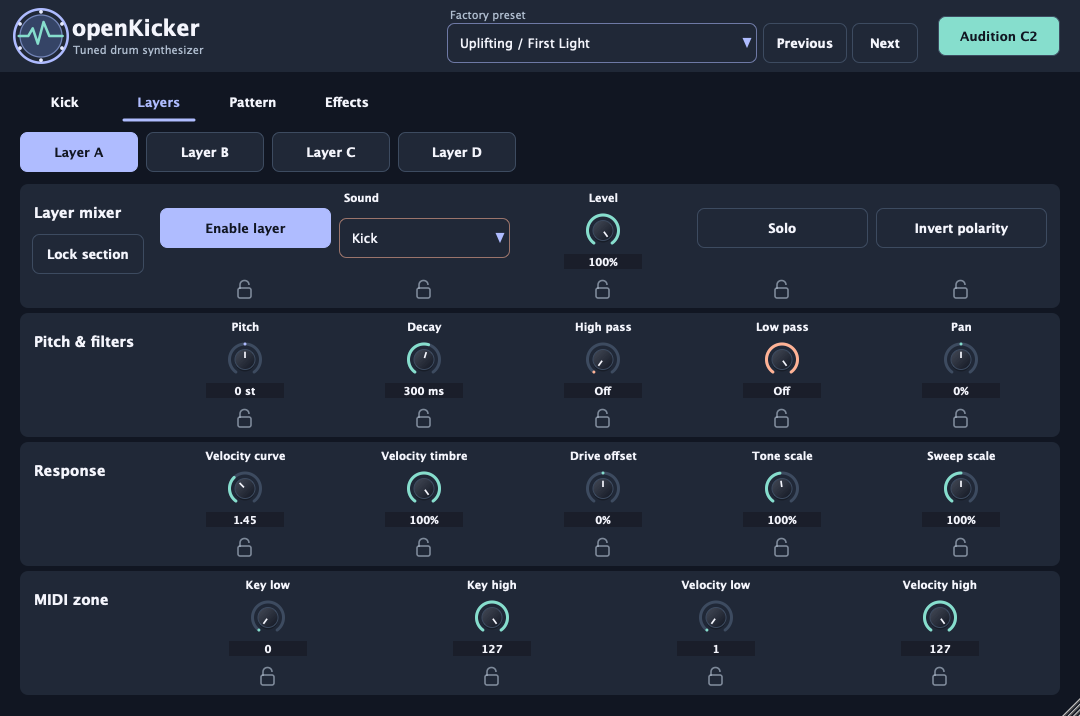 openKicker
Tuned drum synthesizer
Factory preset
Uplifting / First Light
Previous
Next
Audition C2
Kick
Layers
Pattern
Effects
Layer A
Layer B
Layer C
Layer D
Layer mixer
Lock section
Enable layer
Sound
Kick
Level
100%
Solo
Invert polarity
Pitch & filters
Pitch
0 st
Decay
300 ms
High pass
Off
Low pass
Off
Pan
0%
Response
Velocity curve
1.45
Velocity timbre
100%
Drive offset
0%
Tone scale
100%
Sweep scale
100%
MIDI zone
Key low
0
Key high
127
Velocity low
1
Velocity high
127